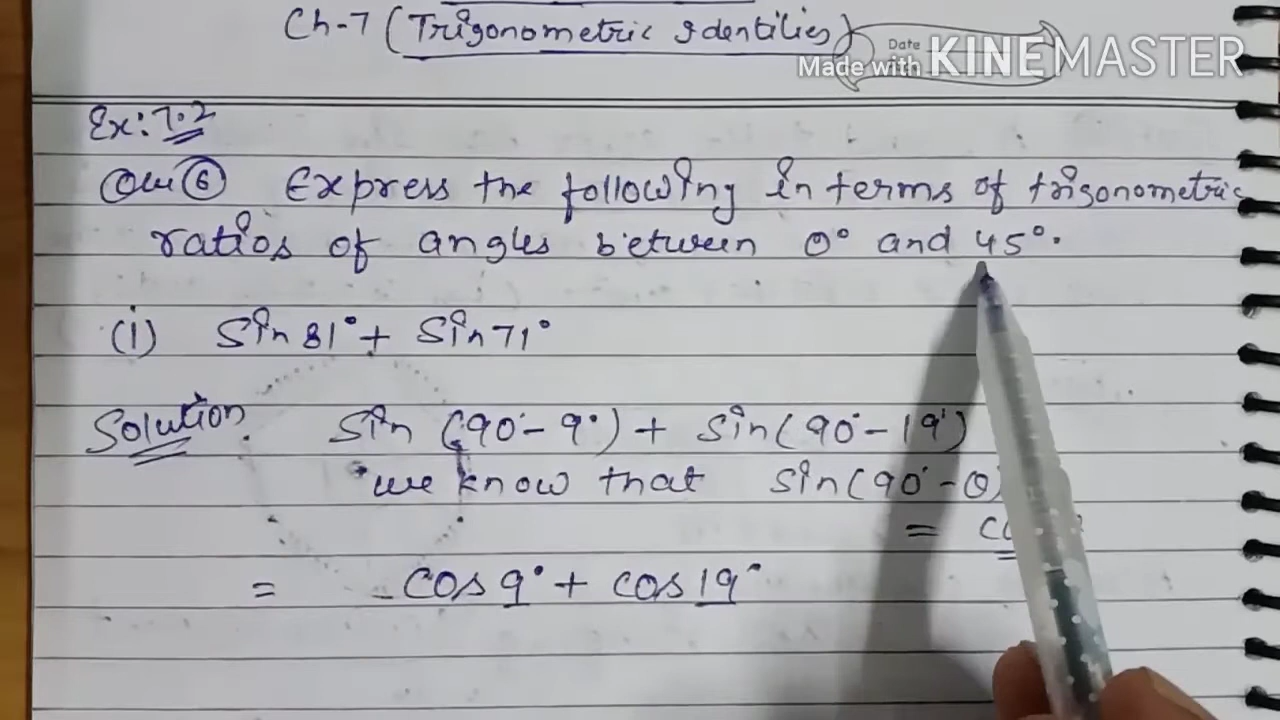 Ch-7 (Trigonometric Identities)
Date
Made with KINEMASTER
Ex: 7.2
Que 6 Express the following in terms of trigonometric
ratios of angles between 0° and 45°.
(i) Sin 81° + Sin 71°
Solution Sin (90° - 9°) + Sin (90° - 19°)
we know that Sin (90° - θ)
=
= cos 9° + cos 19°